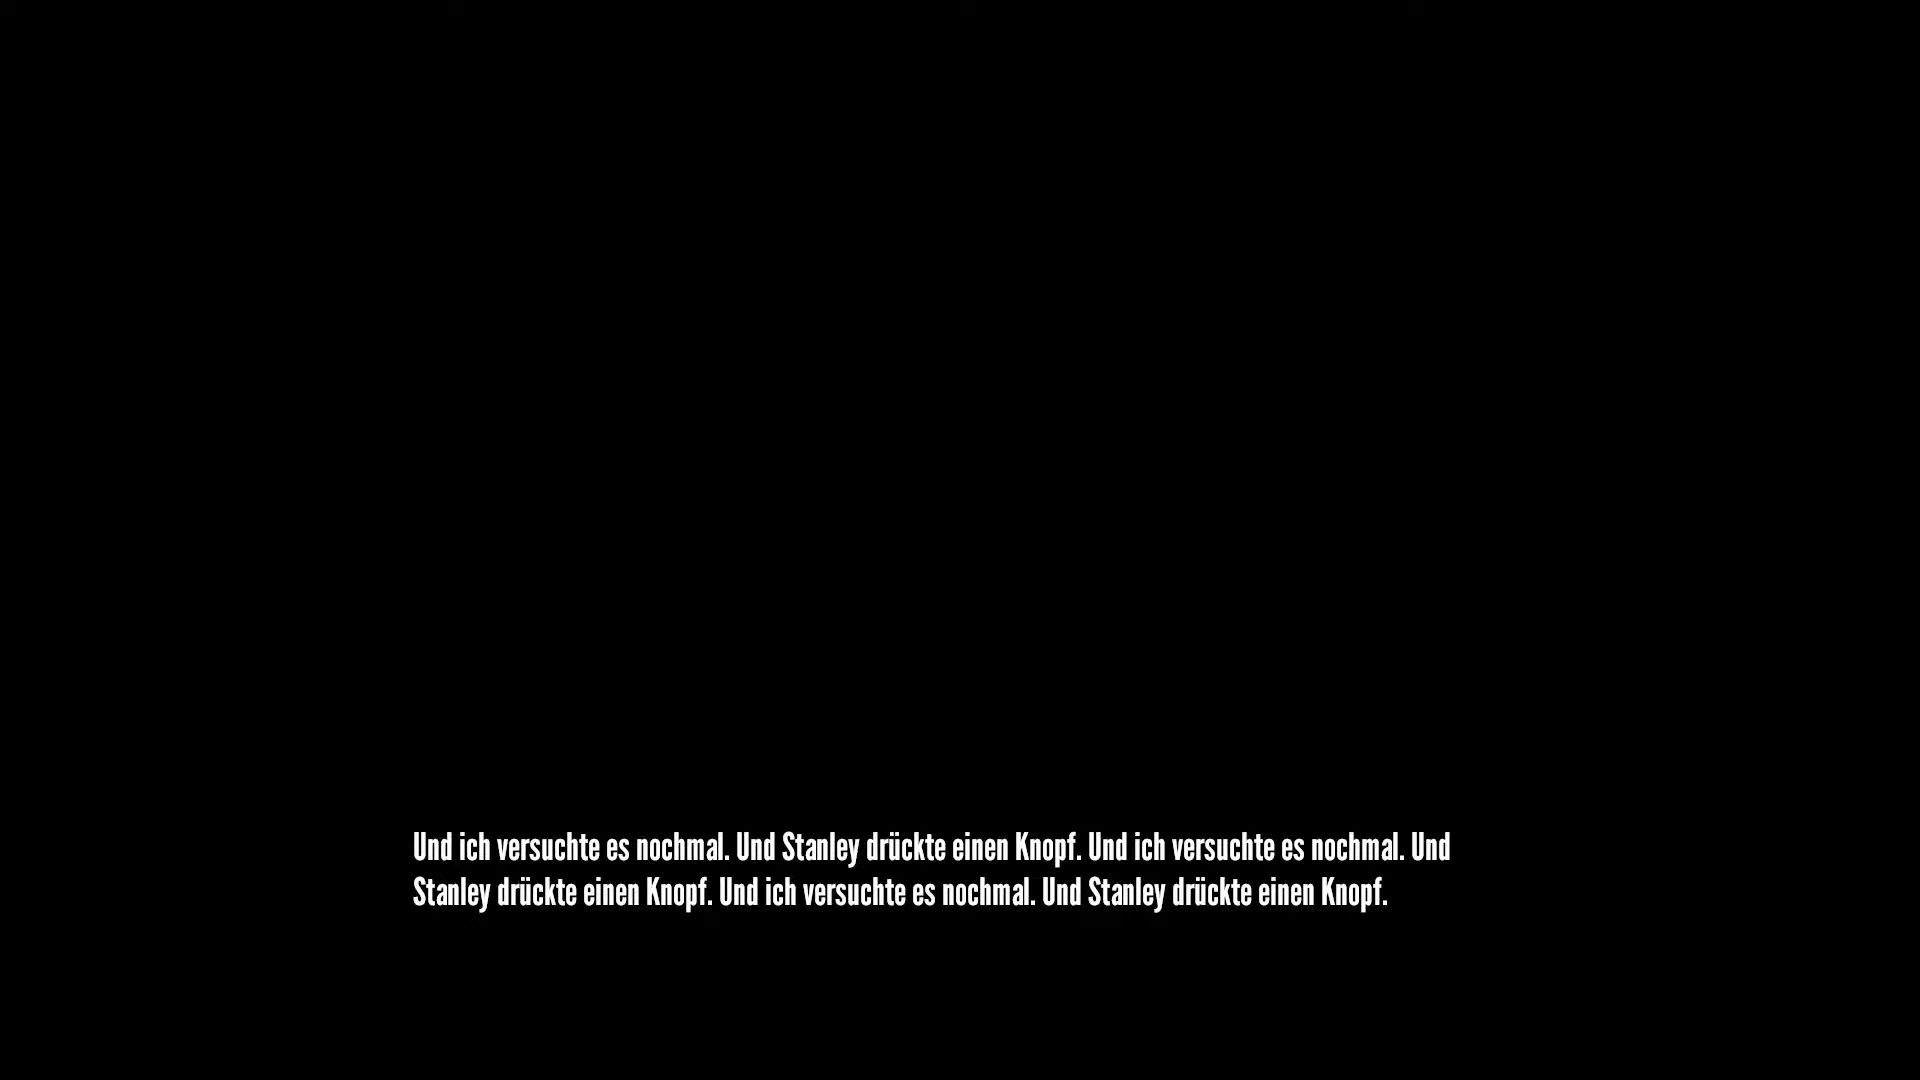 Und ich versuchte es nochmal. Und Stanley drückte einen Knopf. Und ich versuchte es nochmal. Und
Stanley drückte einen Knopf. Und ich versuchte es nochmal. Und Stanley drückte einen Knopf.